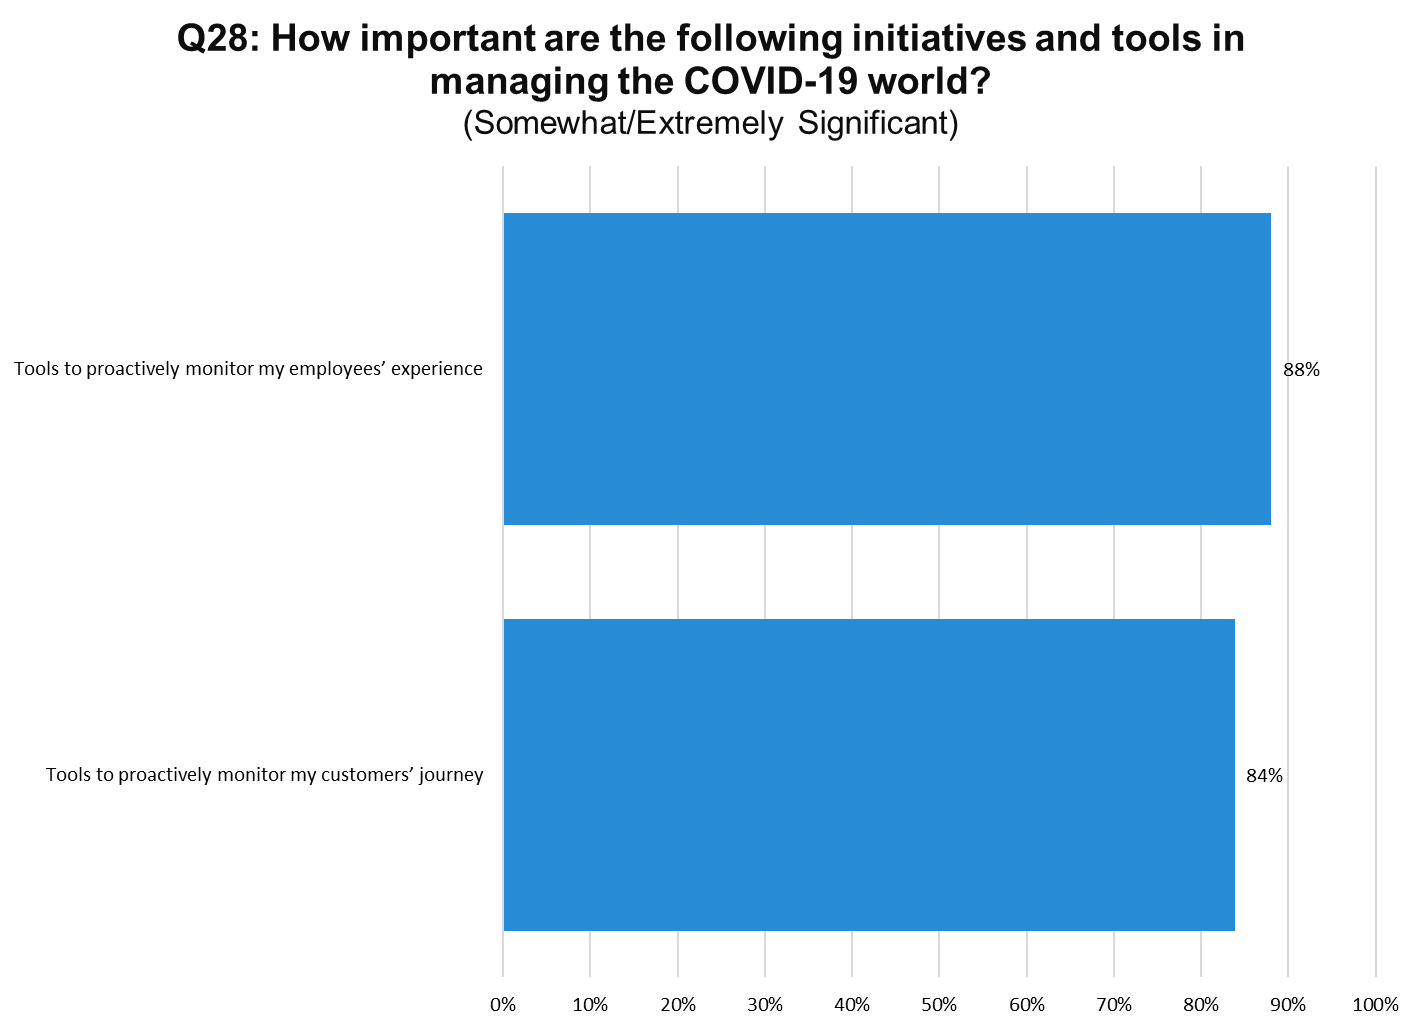 Q28: How important are the following initiatives and tools in
managing the COVID-19 world?
(Somewhat/Extremely Significant)
Tools to proactively monitor my employees’ experience
88%
Tools to proactively monitor my customers’ journey
84%
0% 10% 20% 30% 40% 50% 60% 70% 80% 90% 100%